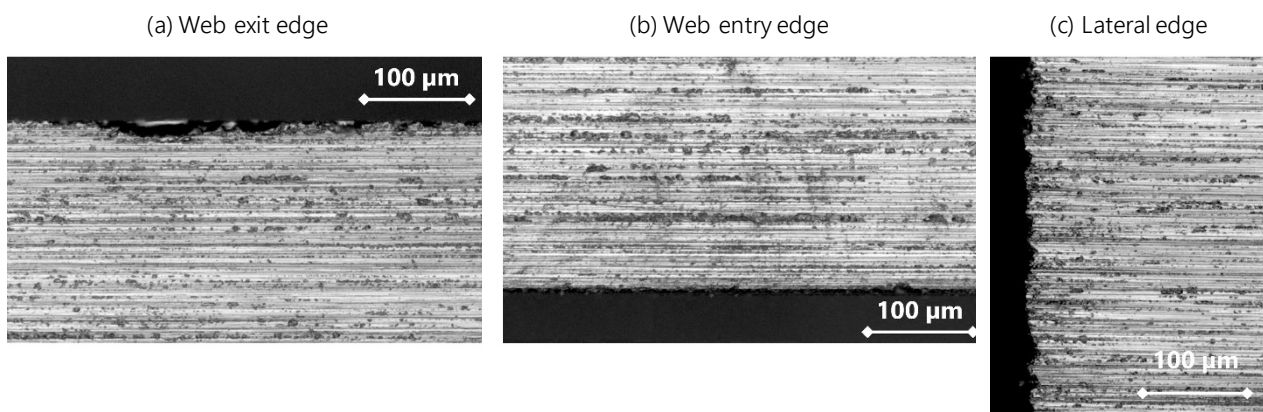 (a) Web exit edge
(b) Web entry edge
(c) Lateral edge
100 µm
100 µm
100 µm